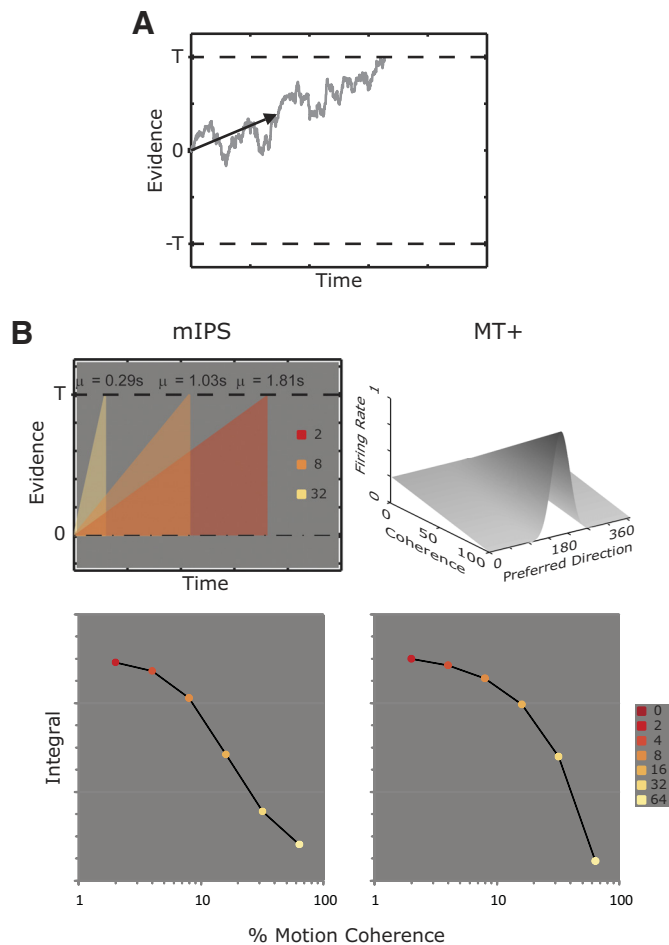 A
T
Evidence
0
-T
Time
B
mIPS
MT+
μ = 0.29s μ = 1.03s μ = 1.81s
T
Evidence
2
8
32
0
Time
Firing Rate
1
0
0
50
100
Coherence
0
180
360
Preferred Direction
Integral
1
10
100
1
10
100
0
2
4
8
16
32
64
% Motion Coherence